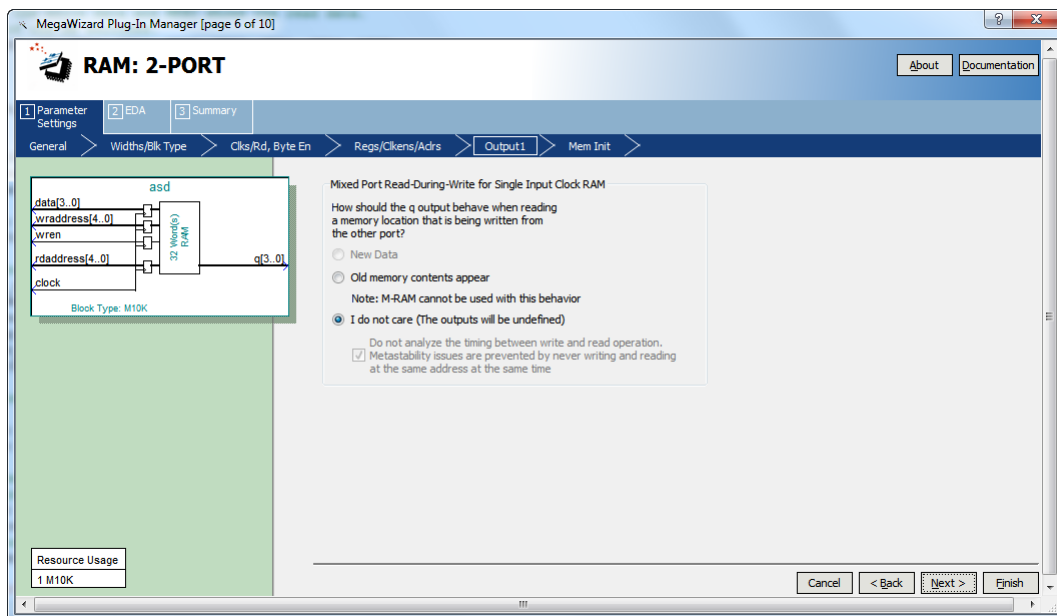 MegaWizard Plug-In Manager [page 6 of 10]
RAM: 2-PORT
About
Documentation
1 Parameter Settings
2 EDA
3 Summary
General
Widths/Blk Type
Clks/Rd, Byte En
Regs/Clkens/Adrs
Output1
Mem Init
asd
data[3..0]
wraddress[4..0]
wren
rdaddress[4..0]
clock
32 Word(s)
RAM
q[3..0]
Block Type: M10K
Mixed Port Read-During-Write for Single Input Clock RAM
How should the q output behave when reading
a memory location that is being written from
the other port?
New Data
Old memory contents appear
Note: M-RAM cannot be used with this behavior
I do not care (The outputs will be undefined)
Do not analyze the timing between write and read operation.
Metastability issues are prevented by never writing and reading
at the same address at the same time
Resource Usage
1 M10K
Cancel
< Back
Next >
Finish